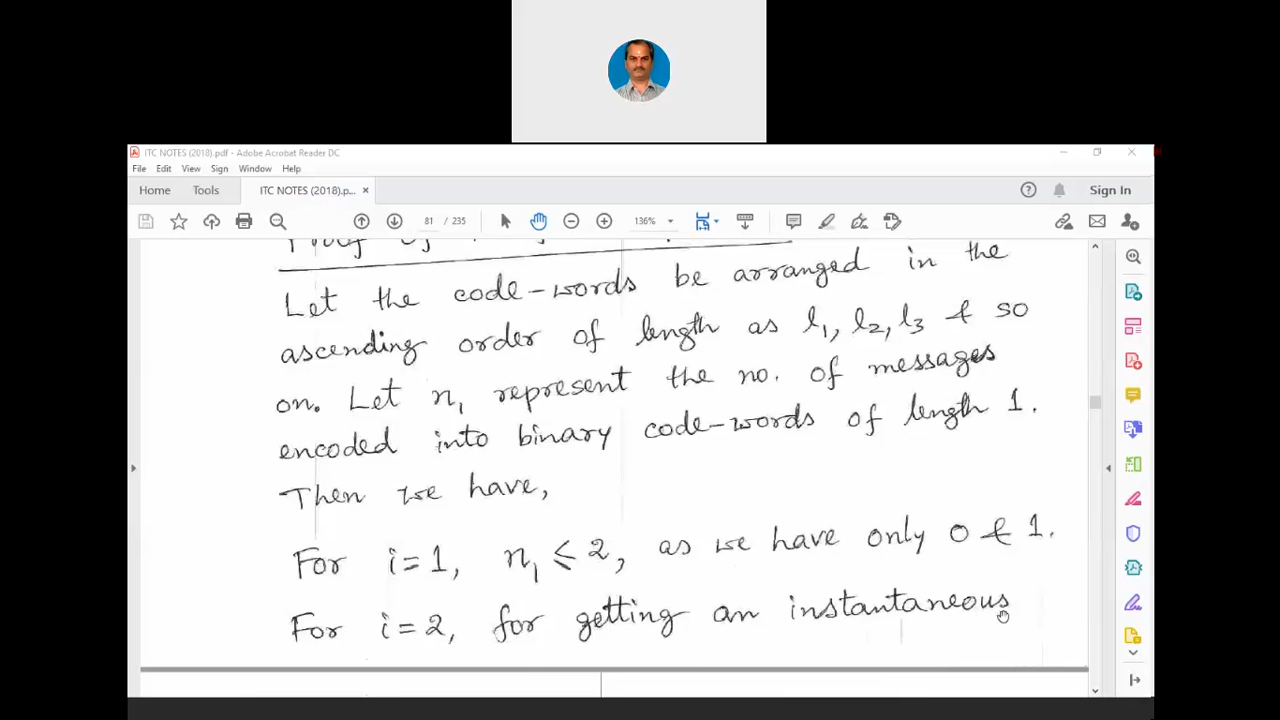 ITC NOTES (2018).pdf - Adobe Acrobat Reader DC
File Edit View Sign Window Help
Home Tools ITC NOTES (2018).p... × Sign In
81 / 235 136%
Proof of
Let the code-words be arranged in the
ascending order of length as l₁, l₂, l₃ & so
on. Let n₁ represent the no. of messages
encoded into binary code-words of length 1.
Then we have,
For i=1, n₁ ≤ 2, as we have only 0 & 1.
For i=2, for getting an instantaneous